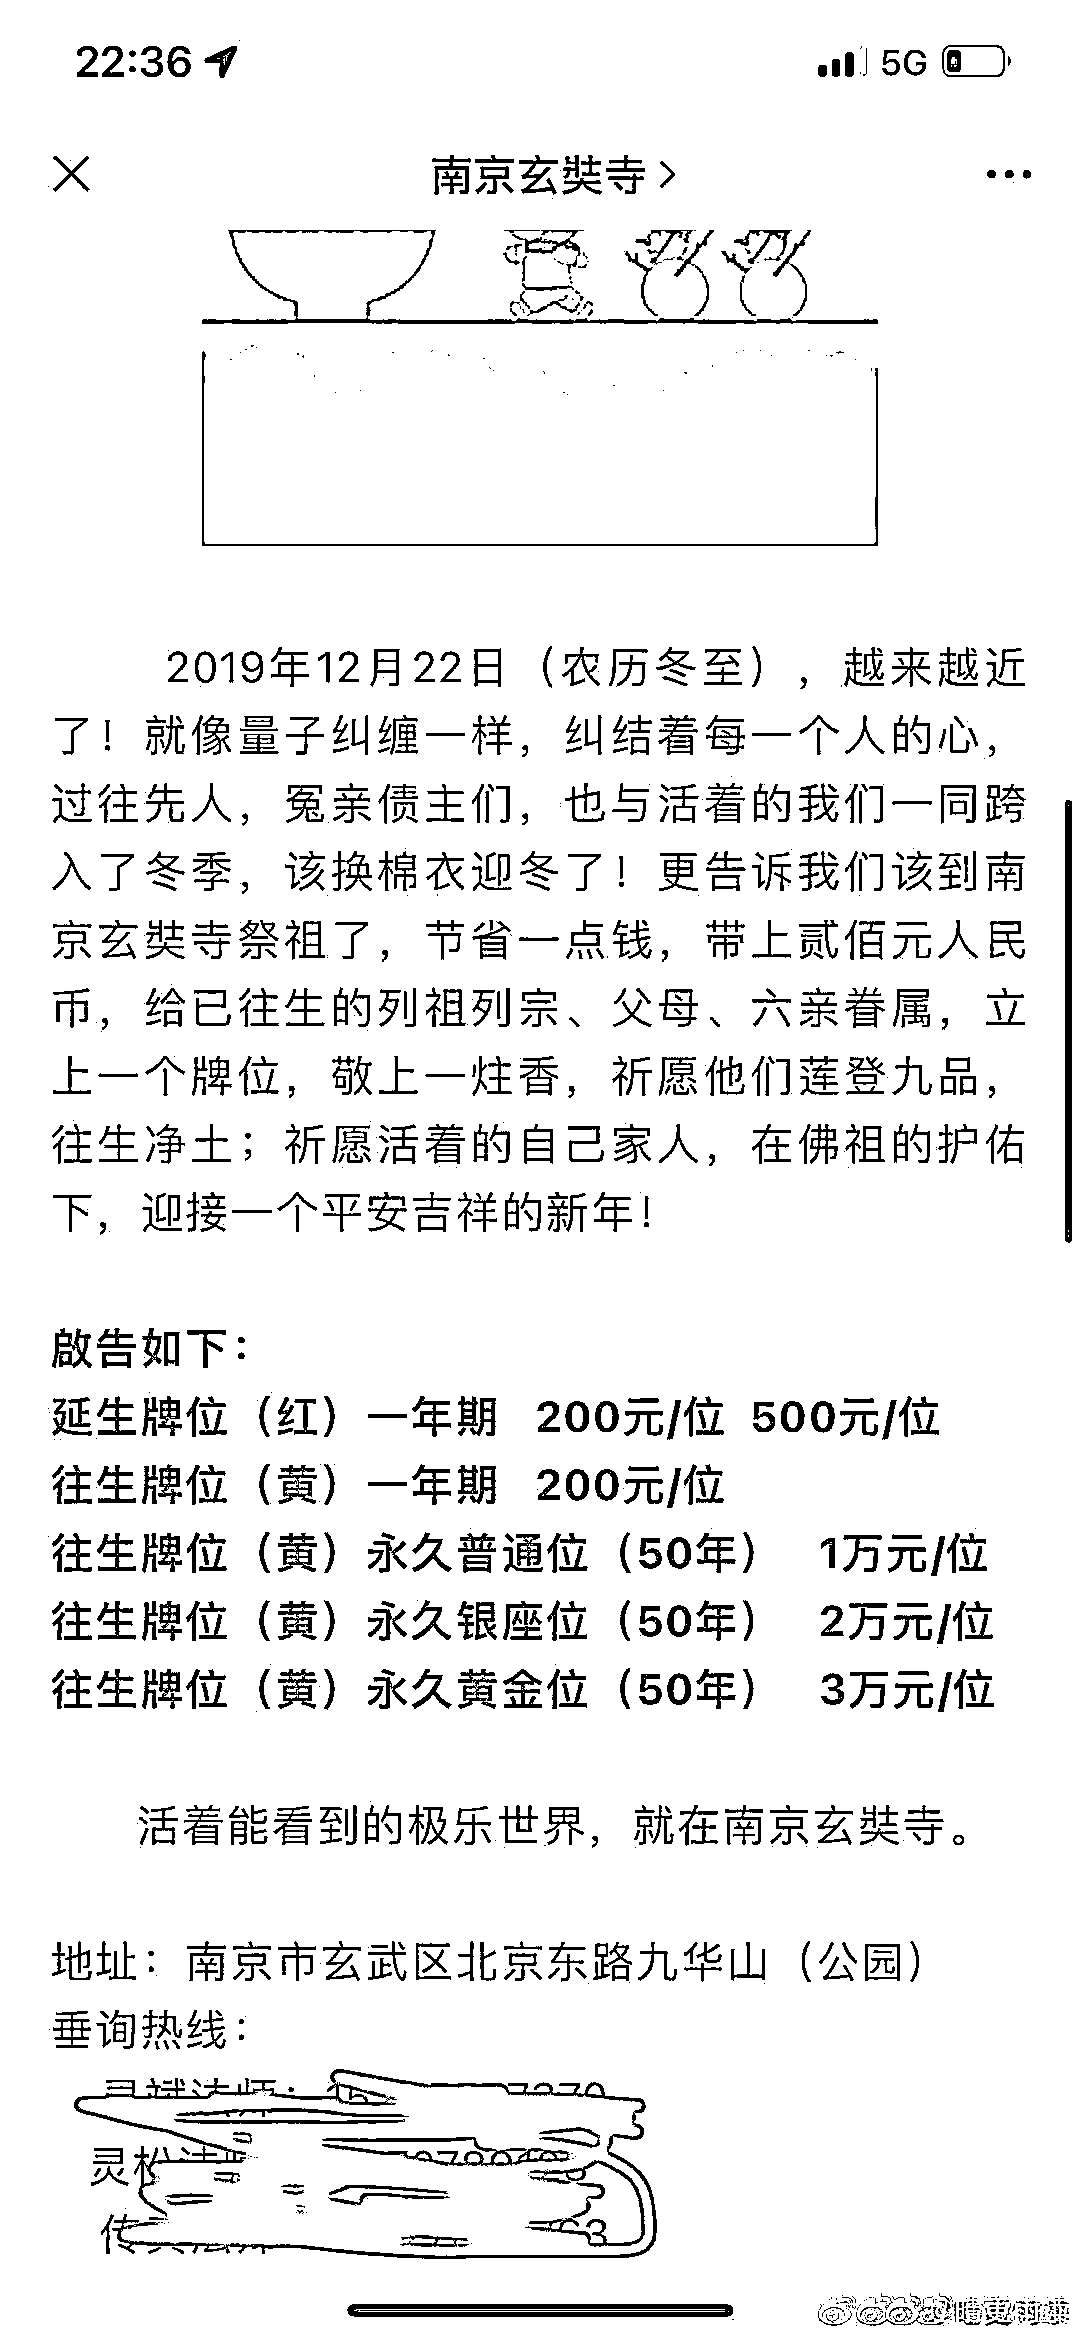 22:36
5G
南京玄奘寺
2019年12月22日（农历冬至），越来越近
了！就像量子纠缠一样，纠结着每一个人的心，
过往先人，冤亲债主们，也与活着的我们一同跨
入了冬季，该换棉衣迎冬了！更告诉我们该到南
京玄奘寺祭祖了，节省一点钱，带上贰佰元人民
币，给已往生的列祖列宗、父母、六亲眷属，立
上一个牌位，敬上一炷香，祈愿他们莲登九品，
往生净土；祈愿活着的自己家人，在佛祖的护佑
下，迎接一个平安吉祥的新年！
啟告如下：
延生牌位（红）一年期 200元/位 500元/位
往生牌位（黄）一年期 200元/位
往生牌位（黄）永久普通位（50年） 1万元/位
往生牌位（黄）永久银座位（50年） 2万元/位
往生牌位（黄）永久黄金位（50年） 3万元/位
活着能看到的极乐世界，就在南京玄奘寺。
地址：南京市玄武区北京东路九华山（公园）
垂询热线：
灵松